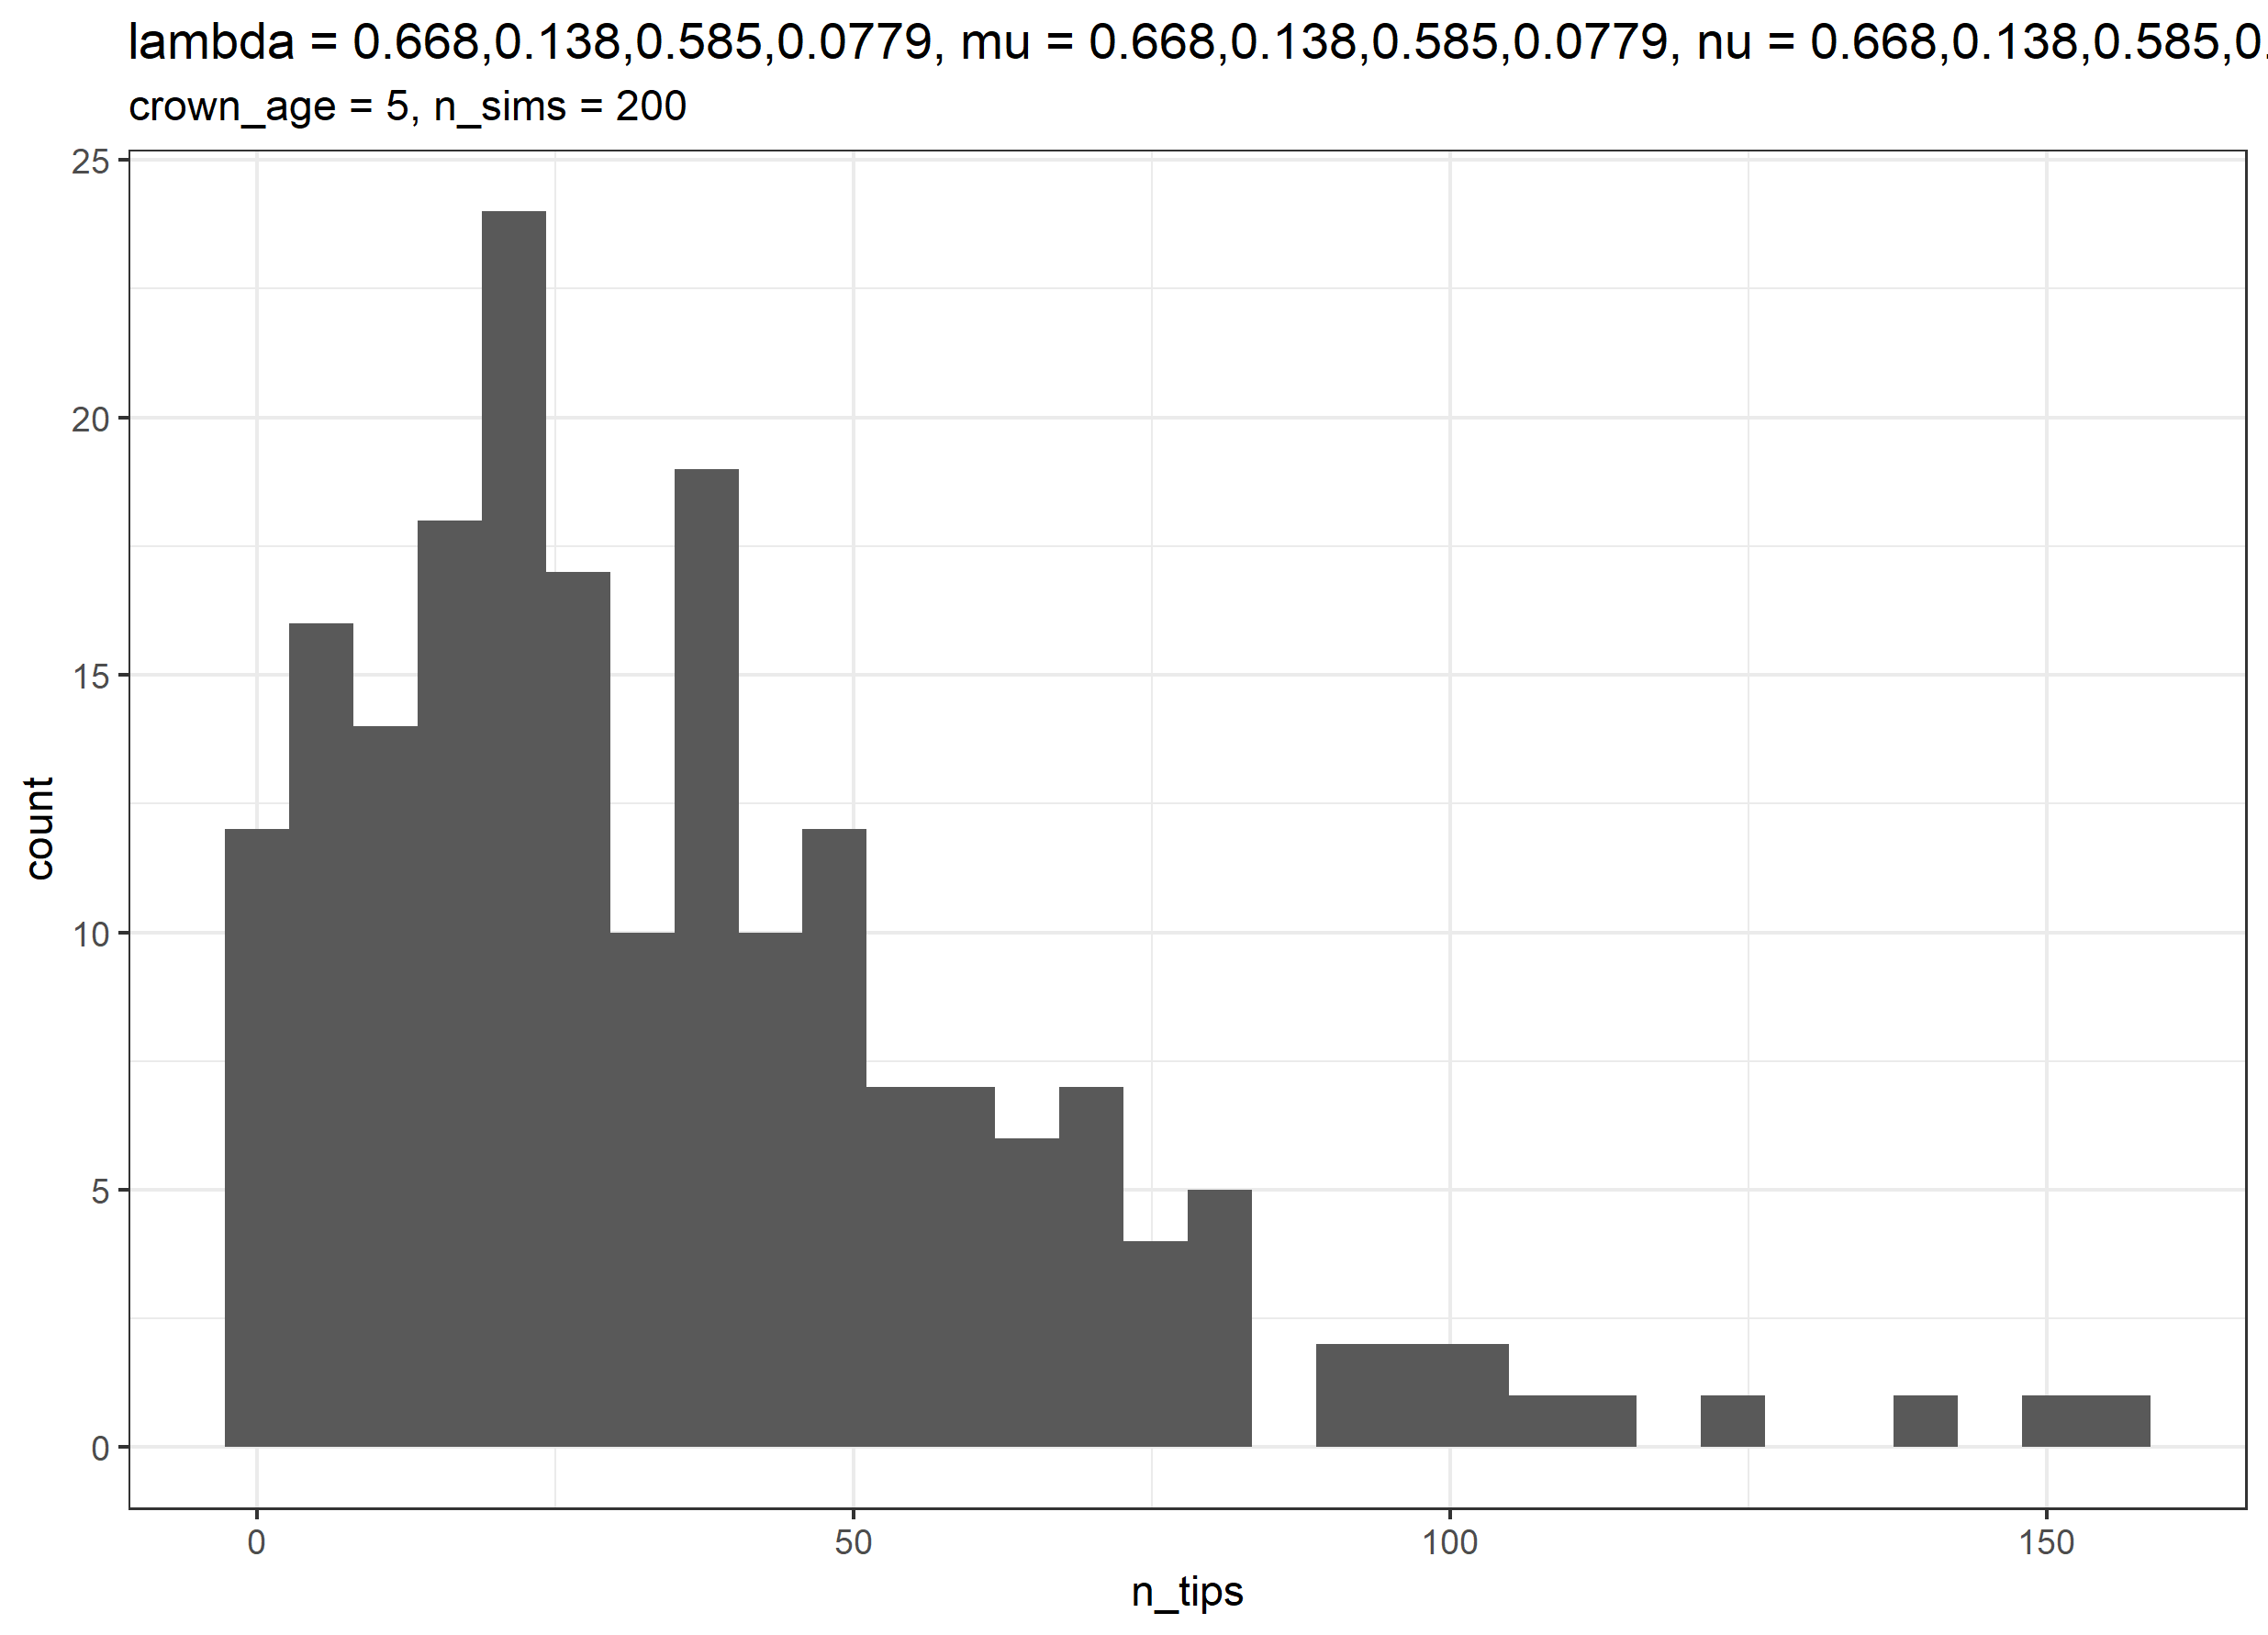 lambda = 0.668,0.138,0.585,0.0779, mu = 0.668,0.138,0.585,0.0779, nu = 0.668,0.138,0.585,0.
crown_age = 5, n_sims = 200
25
20
15
10
5
0
count
0 50 100 150
n_tips